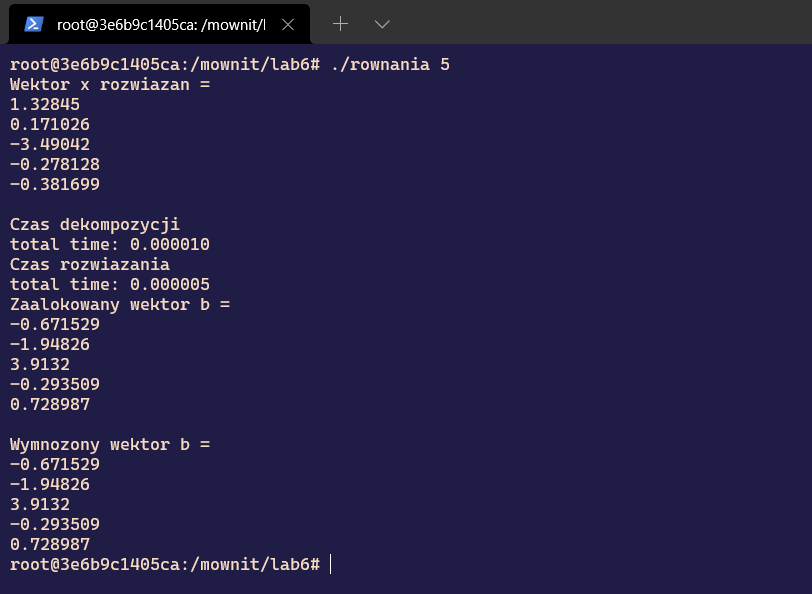 root@3e6b9c1405ca: /mownit/l
root@3e6b9c1405ca:/mownit/lab6# ./rownania 5
Wektor x rozwiazan =
1.32845
0.171026
-3.49042
-0.278128
-0.381699
Czas dekompozycji
total time: 0.000010
Czas rozwiazania
total time: 0.000005
Zaalokowany wektor b =
-0.671529
-1.94826
3.9132
-0.293509
0.728987
Wymnozony wektor b =
-0.671529
-1.94826
3.9132
-0.293509
0.728987
root@3e6b9c1405ca:/mownit/lab6#